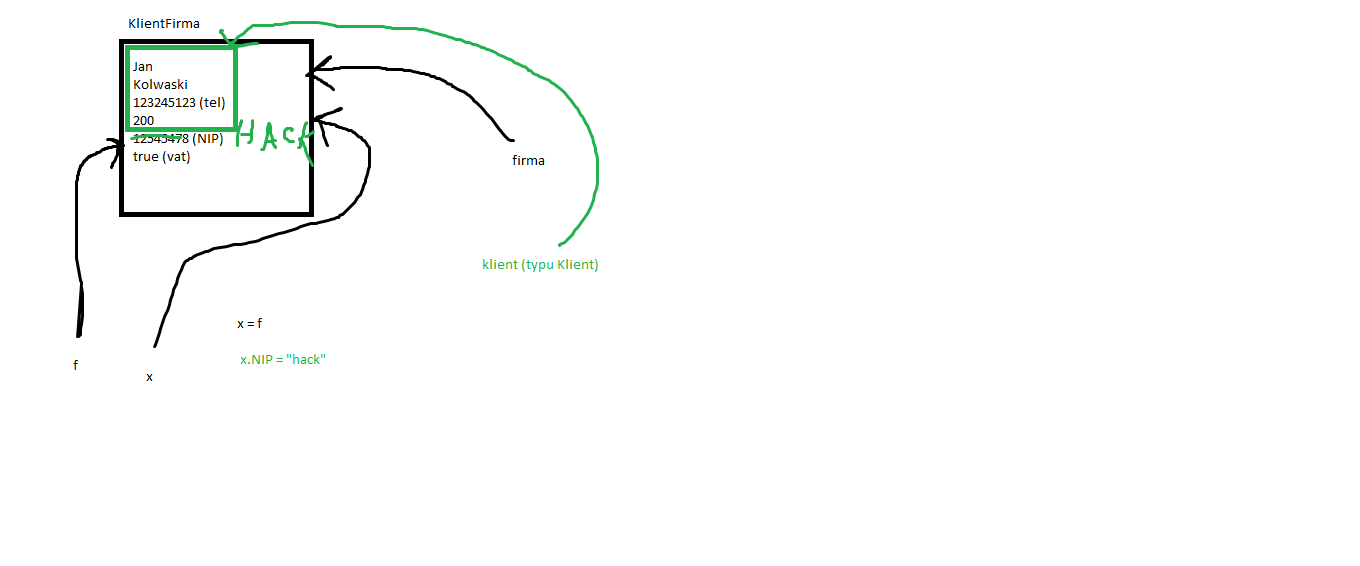 KlientFirma
Jan
Kolwaski
123245123 (tel)
200
12345478 (NIP)
HACK
true (vat)
firma
klient (typu Klient)
x = f
x.NIP = "hack"
f
x